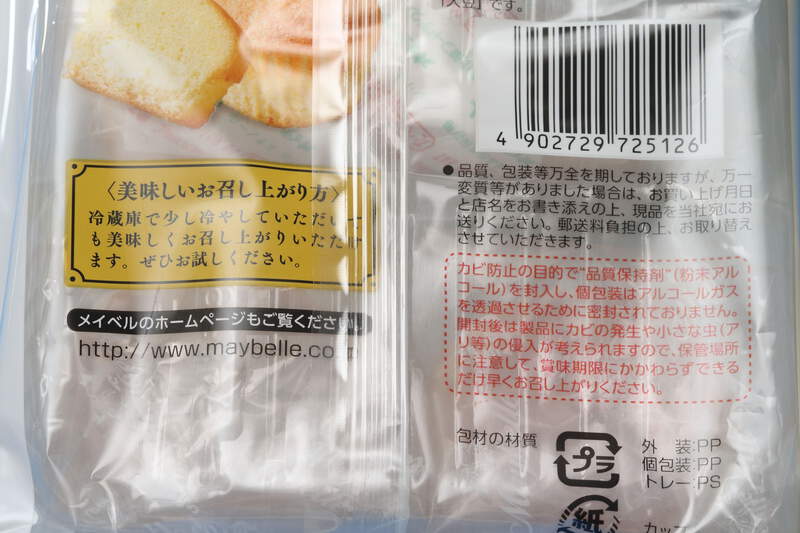 〈美味しいお召し上がり方〉
冷蔵庫で少し冷やしていただい
も美味しくお召し上がりいただけ
ます。ぜひお試しください。
メイベルのホームページもご覧ください
http://www.maybelle.co.
「大豆」です。
4 902729 725126
●品質、包装等万全を期しておりますが、万一
変質等がありました場合は、お買い上げ月日
と店名をお書き添えの上、現品を当社宛にお
送りください。郵送料負担の上、お取り替え
させていただきます。
カビ防止の目的で"品質保持剤"(粉末アル
コール)を封入し、個包装はアルコールガス
を透過させるために密封されておりません。
開封後は製品にカビの発生や小さな虫(ア
リ等)の侵入が考えられますので、保管場所
に注意して、賞味期限にかかわらずできる
だけ早くお召し上がりください。
包材の材質
プラ
外 装:PP
個包装:PP
トレー:PS
紙
カップ